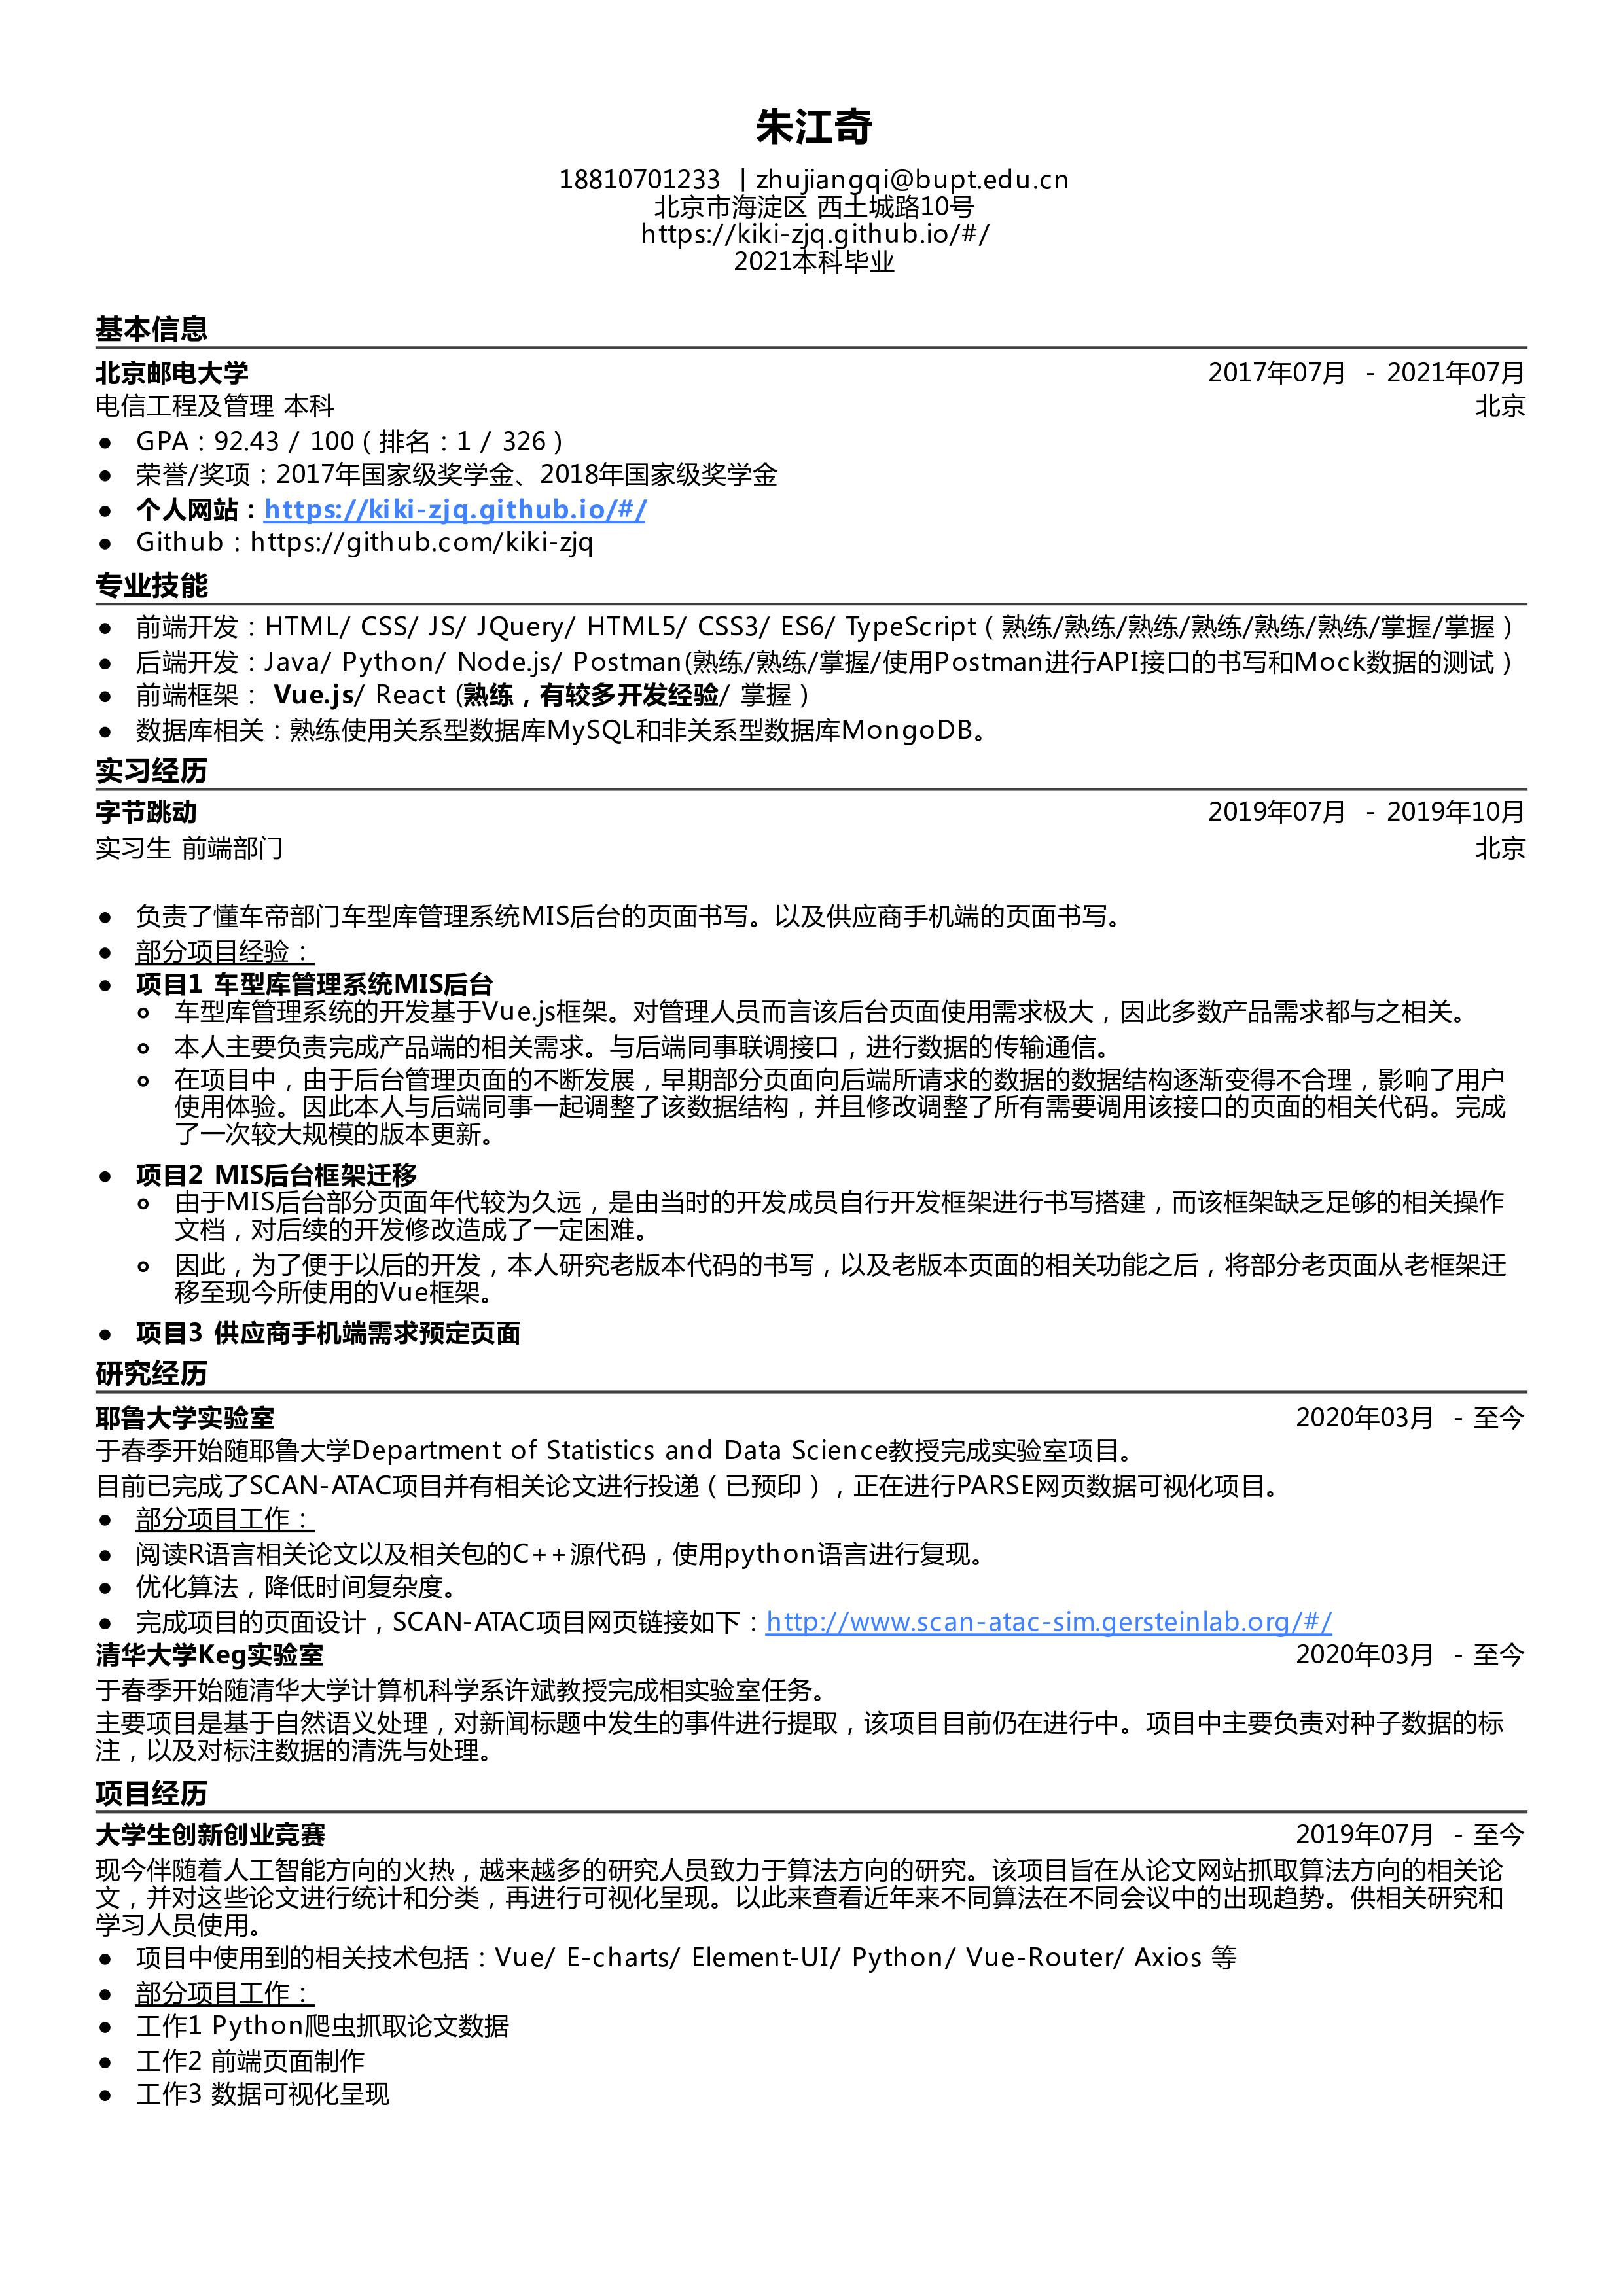 朱江奇
18810701233 | zhujiangqi@bupt.edu.cn
北京市海淀区 西土城路10号
https://kiki-zjq.github.io/#/
2021本科毕业
基本信息
北京邮电大学 2017年07月 - 2021年07月
电信工程及管理 本科 北京
● GPA：92.43 / 100（排名：1 / 326）
● 荣誉/奖项：2017年国家级奖学金、2018年国家级奖学金
● 个人网站：https://kiki-zjq.github.io/#/
● Github：https://github.com/kiki-zjq
专业技能
● 前端开发：HTML/ CSS/ JS/ JQuery/ HTML5/ CSS3/ ES6/ TypeScript（熟练/熟练/熟练/熟练/熟练/熟练/掌握/掌握）
● 后端开发：Java/ Python/ Node.js/ Postman(熟练/熟练/掌握/使用Postman进行API接口的书写和Mock数据的测试）
● 前端框架： Vue.js/ React (熟练，有较多开发经验/ 掌握）
● 数据库相关：熟练使用关系型数据库MySQL和非关系型数据库MongoDB。
实习经历
字节跳动 2019年07月 - 2019年10月
实习生 前端部门 北京
● 负责了懂车帝部门车型库管理系统MIS后台的页面书写。以及供应商手机端的页面书写。
● 部分项目经验：
● 项目1 车型库管理系统MIS后台
○ 车型库管理系统的开发基于Vue.js框架。对管理人员而言该后台页面使用需求极大，因此多数产品需求都与之相关。
○ 本人主要负责完成产品端的相关需求。与后端同事联调接口，进行数据的传输通信。
○ 在项目中，由于后台管理页面的不断发展，早期部分页面向后端所请求的数据的数据结构逐渐变得不合理，影响了用户
使用体验。因此本人与后端同事一起调整了该数据结构，并且修改调整了所有需要调用该接口的页面的相关代码。完成
了一次较大规模的版本更新。
● 项目2 MIS后台框架迁移
○ 由于MIS后台部分页面年代较为久远，是由当时的开发成员自行开发框架进行书写搭建，而该框架缺乏足够的相关操作
文档，对后续的开发修改造成了一定困难。
○ 因此，为了便于以后的开发，本人研究老版本代码的书写，以及老版本页面的相关功能之后，将部分老页面从老框架迁
移至现今所使用的Vue框架。
● 项目3 供应商手机端需求预定页面
研究经历
耶鲁大学实验室 2020年03月 - 至今
于春季开始随耶鲁大学Department of Statistics and Data Science教授完成实验室项目。
目前已完成了SCAN-ATAC项目并有相关论文进行投递（已预印），正在进行PARSE网页数据可视化项目。
● 部分项目工作：
● 阅读R语言相关论文以及相关包的C++源代码，使用python语言进行复现。
● 优化算法，降低时间复杂度。
● 完成项目的页面设计，SCAN-ATAC项目网页链接如下：http://www.scan-atac-sim.gersteinlab.org/#/
清华大学Keg实验室 2020年03月 - 至今
于春季开始随清华大学计算机科学系许斌教授完成相实验室任务。
主要项目是基于自然语义处理，对新闻标题中发生的事件进行提取，该项目目前仍在进行中。项目中主要负责对种子数据的标
注，以及对标注数据的清洗与处理。
项目经历
大学生创新创业竞赛 2019年07月 - 至今
现今伴随着人工智能方向的火热，越来越多的研究人员致力于算法方向的研究。该项目旨在从论文网站抓取算法方向的相关论
文，并对这些论文进行统计和分类，再进行可视化呈现。以此来查看近年来不同算法在不同会议中的出现趋势。供相关研究和
学习人员使用。
● 项目中使用到的相关技术包括：Vue/ E-charts/ Element-UI/ Python/ Vue-Router/ Axios 等
● 部分项目工作：
● 工作1 Python爬虫抓取论文数据
● 工作2 前端页面制作
● 工作3 数据可视化呈现